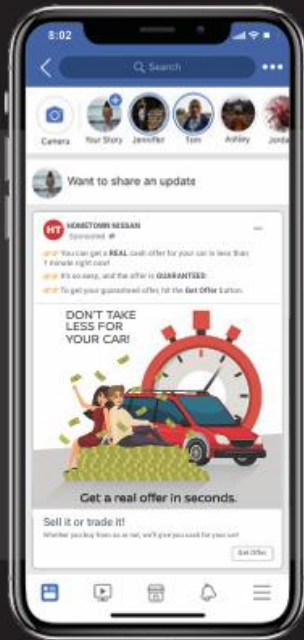 8:02
Search
Camera
Your Story
Jennifer
Tom
Ashley
HT
HOMETOWN NISSAN
Sponsored
Want to share an update
You can get a REAL cash offer for your car in less than
1 minute right now!
It's so easy, and the offer is GUARANTEED
To get your guaranteed offer, hit the Get Offer button.
DON'T TAKE
LESS FOR
YOUR CAR!
Get a real offer in seconds.
Sell it or trade it!
Whether you buy from us or not, we'll give you cash for your car!
Get Offer